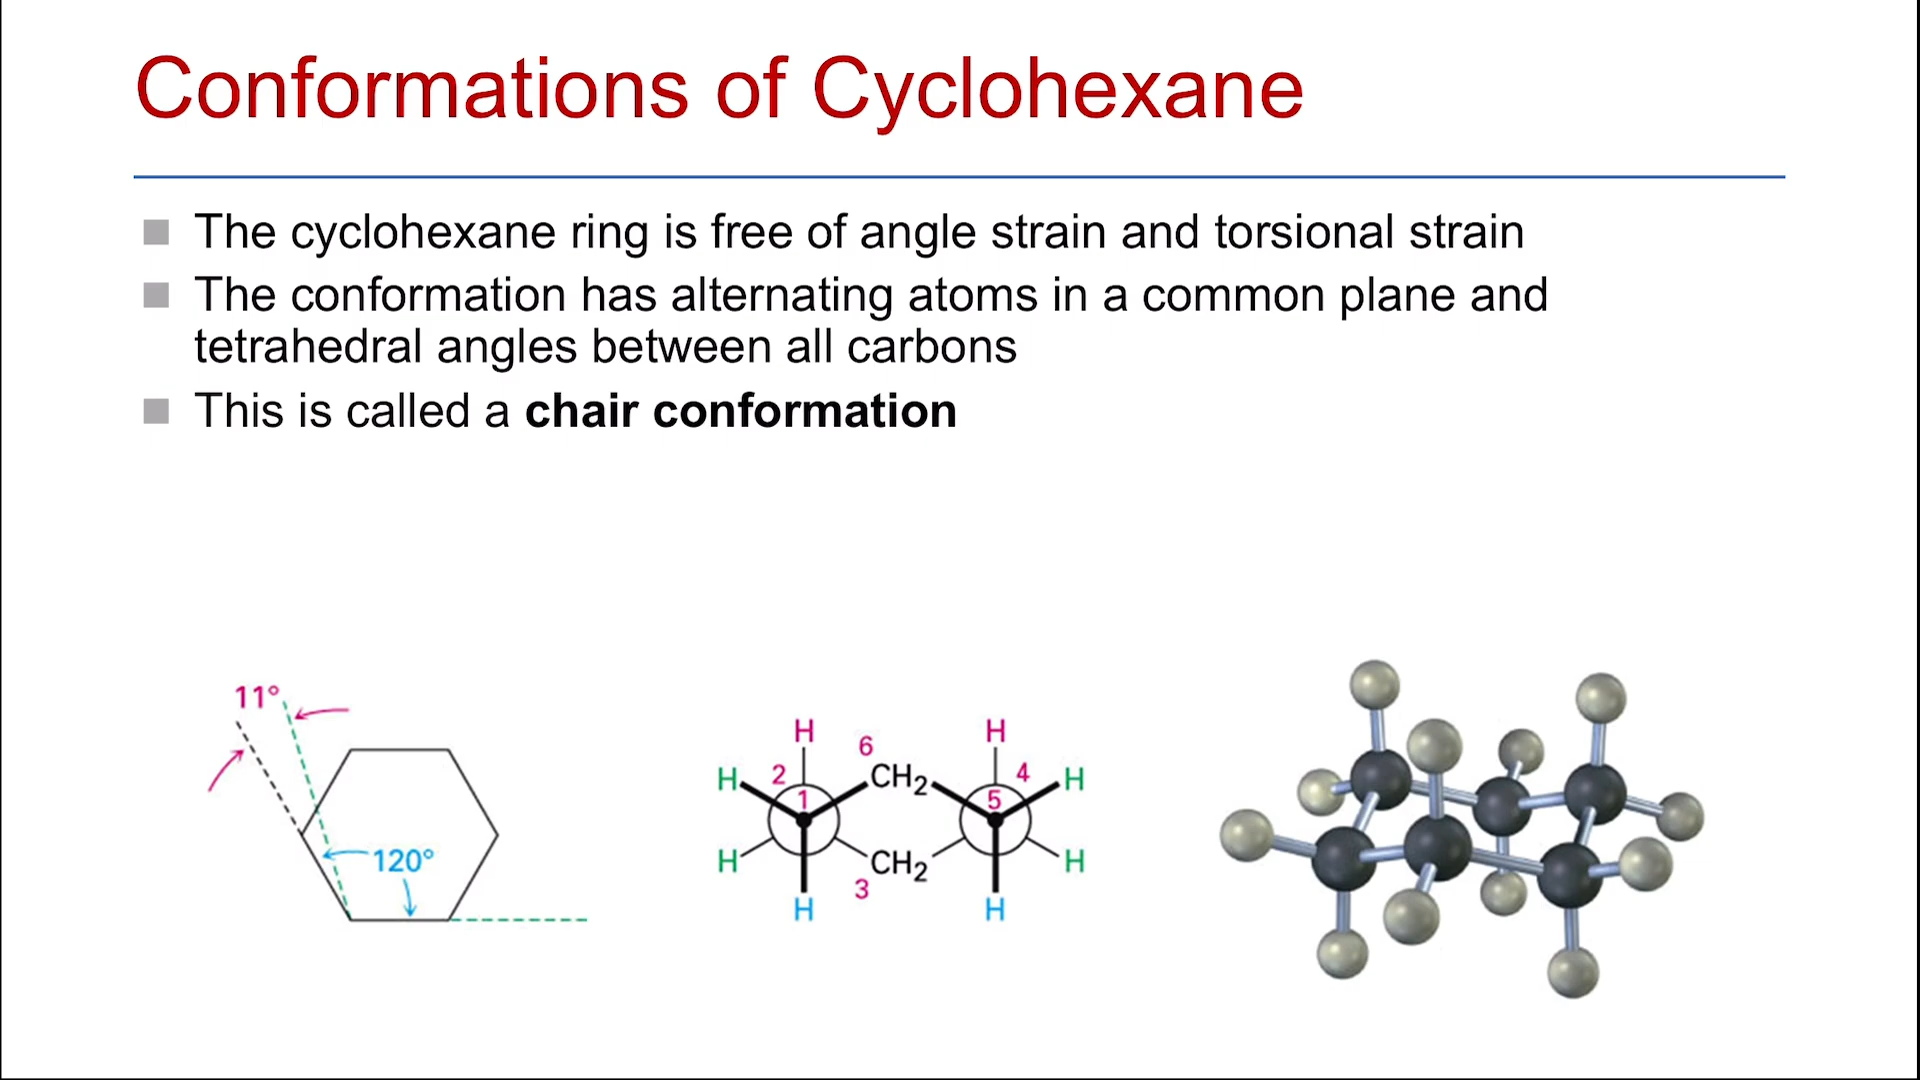 Conformations of Cyclohexane
The cyclohexane ring is free of angle strain and torsional strain
The conformation has alternating atoms in a common plane and
tetrahedral angles between all carbons
This is called a chair conformation
11°
120°
H H
6
H 2 CH₂ 4 H
1 5
H CH₂ H
3
H H